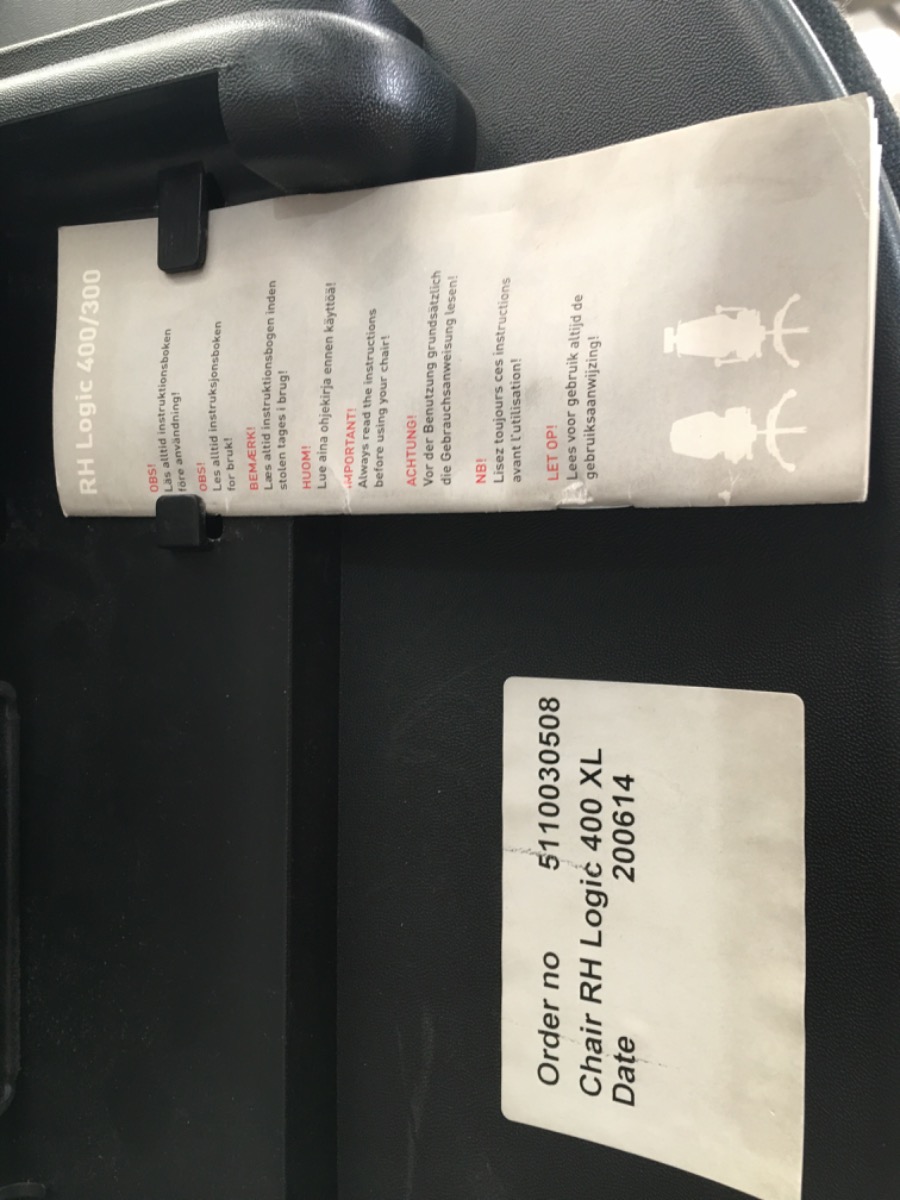 RH Logic 400/300
OBS!
Läs alltid instruktionsboken
före användning!
OBS!
Les alltid instruksjonsboken
for bruk!
BEMÆRK!
Læs altid instruktionsbogen inden
stolen tages i brug!
HUOM!
Lue aina ohjekirja ennen käyttöä!
IMPORTANT!
Always read the instructions
before using your chair!
ACHTUNG!
Vor der Benutzung grundsätzlich
die Gebrauchsanweisung lesen!
NB!
Lisez toujours ces instructions
avant l'utilisation!
LET OP!
Lees voor gebruik altijd de
gebruiksaanwijzing!
Order no 5110030508
Chair RH Logic 400 XL
Date 200614